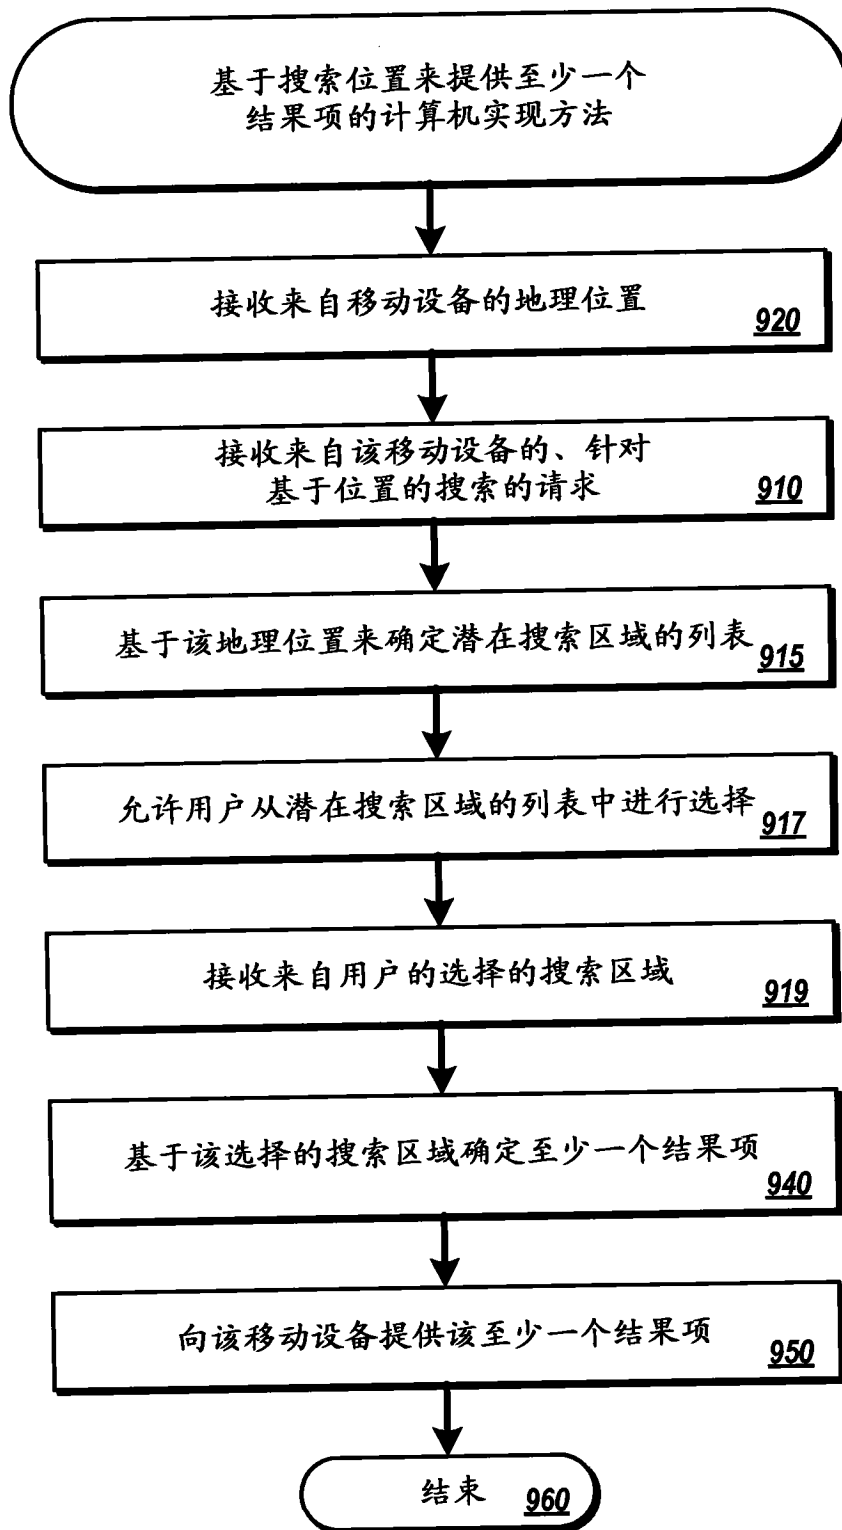 基于搜索位置来提供至少一个
结果项的计算机实现方法
接收来自移动设备的地理位置
920
接收来自该移动设备的、针对
基于位置的搜索的请求
910
基于该地理位置来确定潜在搜索区域的列表
915
允许用户从潜在搜索区域的列表中进行选择
917
接收来自用户的选择的搜索区域
919
基于该选择的搜索区域确定至少一个结果项
940
向该移动设备提供该至少一个结果项
950
结束
960